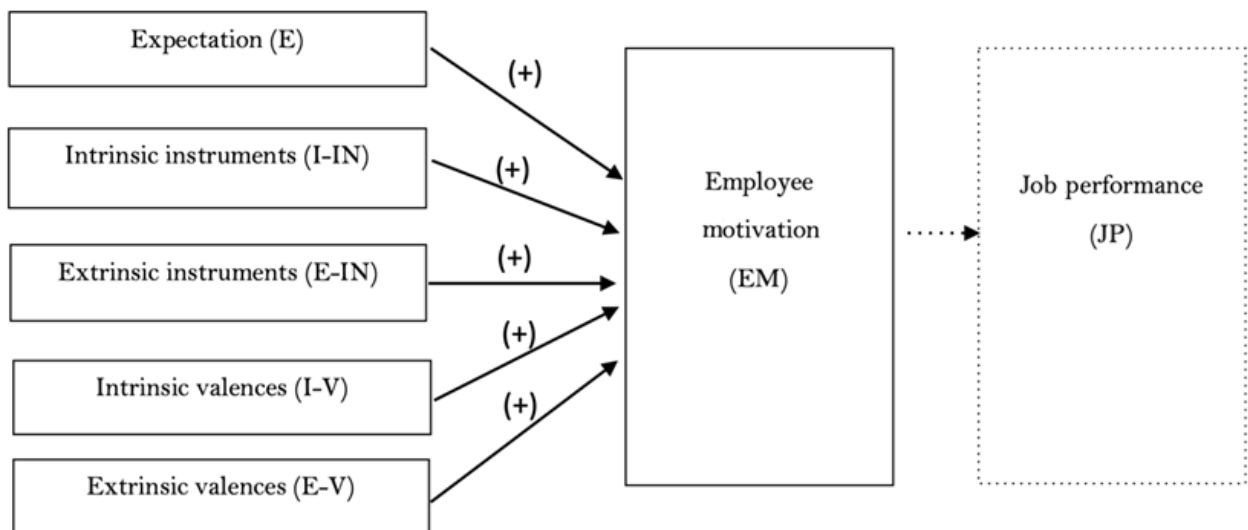 Expectation (E)
(+)
Intrinsic instruments (I-IN)
(+)
Extrinsic instruments (E-IN)
(+)
Intrinsic valences (I-V)
(+)
Extrinsic valences (E-V)
(+)
Employee
motivation
(EM)
Job performance
(JP)